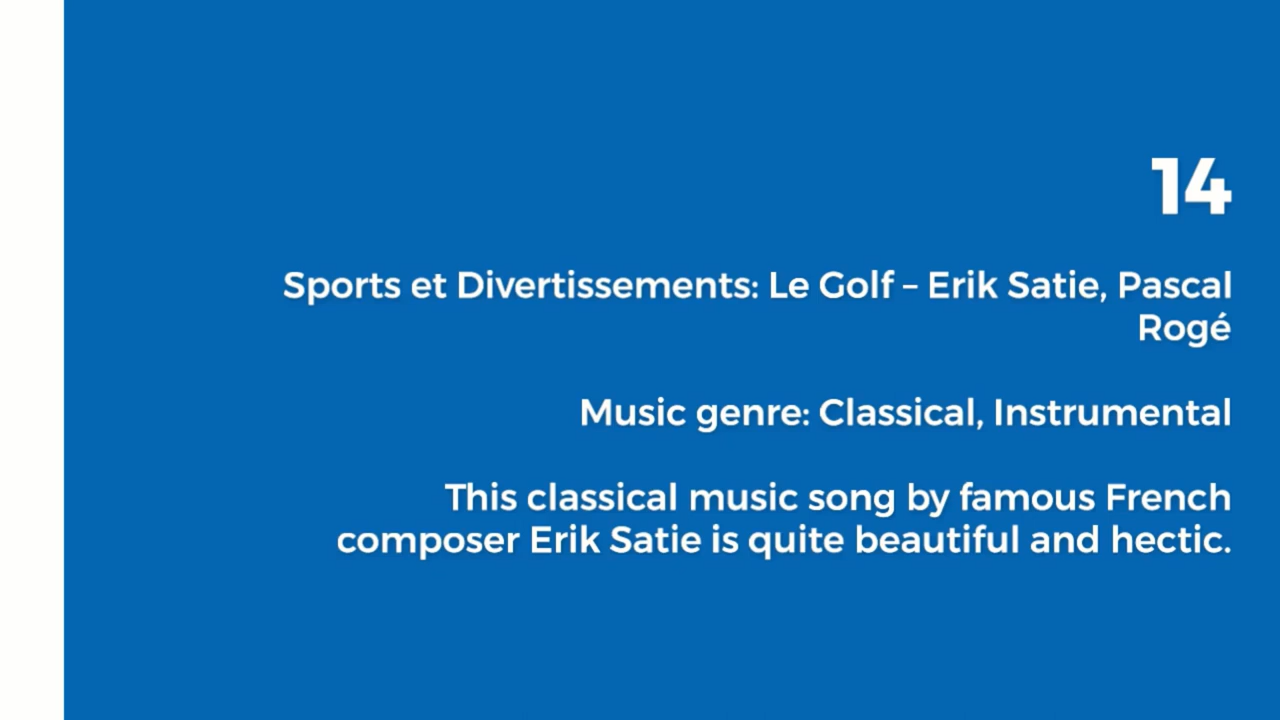 14
Sports et Divertissements: Le Golf – Erik Satie, Pascal
Rogé
Music genre: Classical, Instrumental
This classical music song by famous French
composer Erik Satie is quite beautiful and hectic.